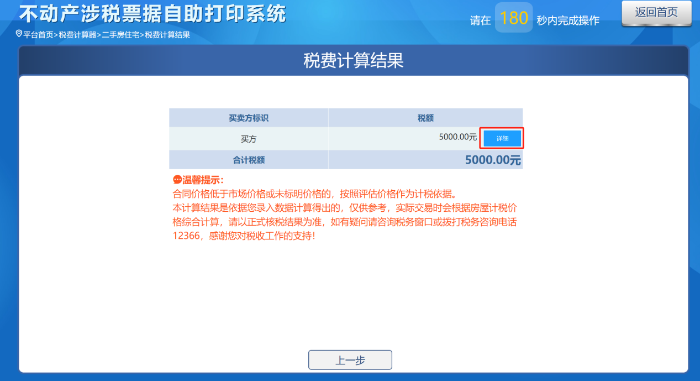 不动产涉税票据自助打印系统
请在 180 秒内完成操作
返回首页
平台首页>税费计算器>二手房住宅>税费计算结果
税费计算结果
买卖方标识 税额
买方 5000.00元 详细
合计税额 5000.00元
温馨提示：
合同价格低于市场价格或未标明价格的，按照评估价格作为计税依据。
本计算结果是依据您录入数据计算得出的，仅供参考，实际交易时会根据房屋计税价
格综合计算，请以正式核税结果为准，如有疑问请咨询税务窗口或拨打税务咨询电话
12366，感谢您对税收工作的支持！
上一步